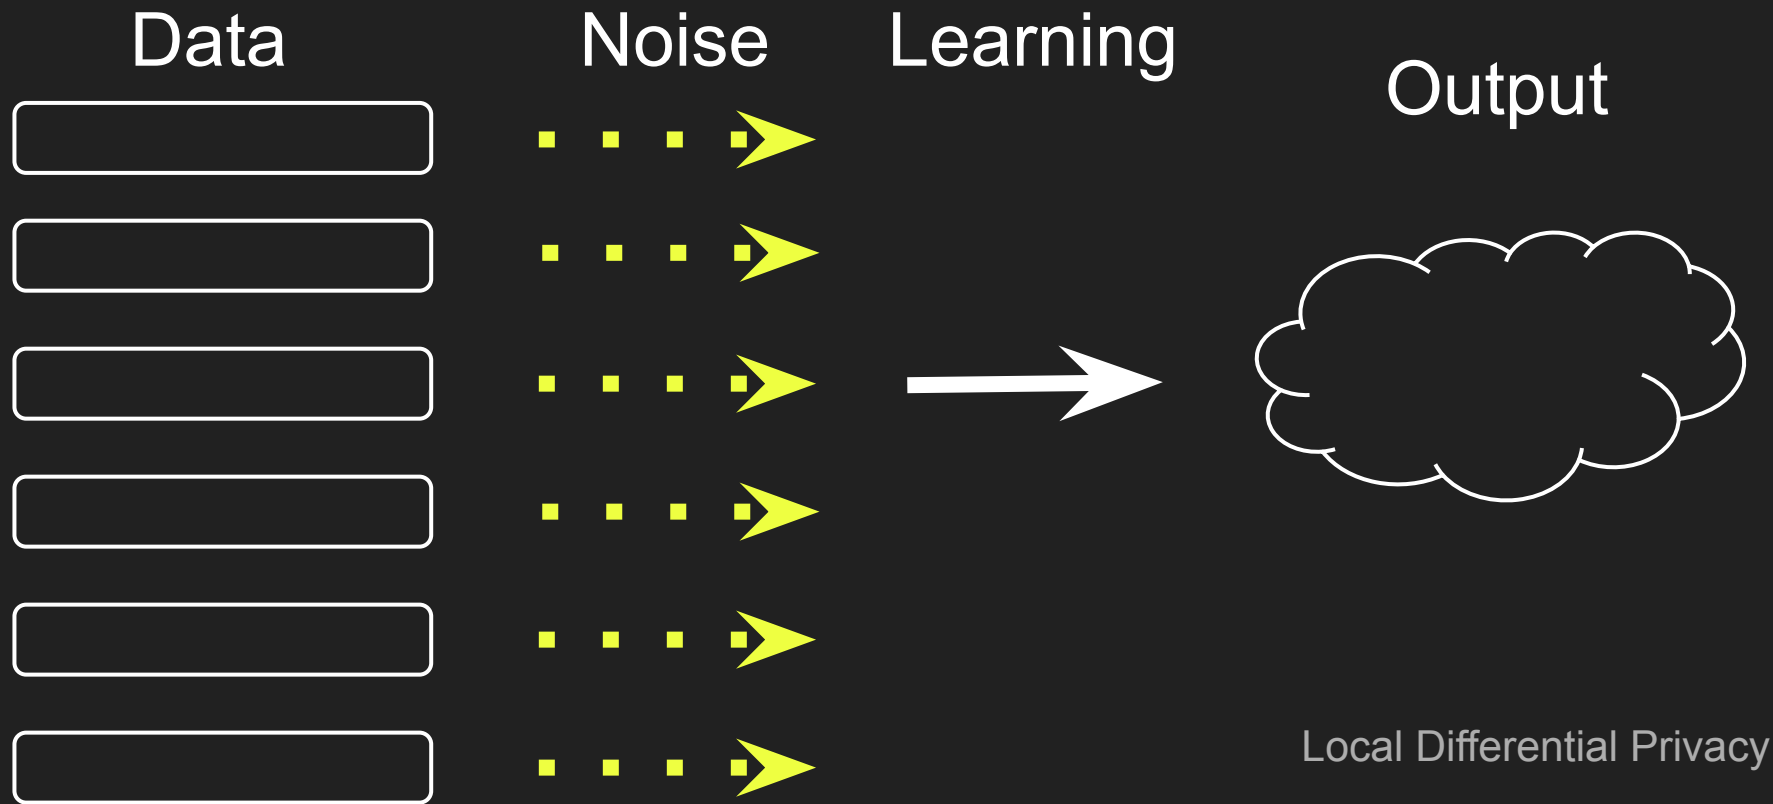 Data
Noise
Learning
Output
Local Differential Privacy